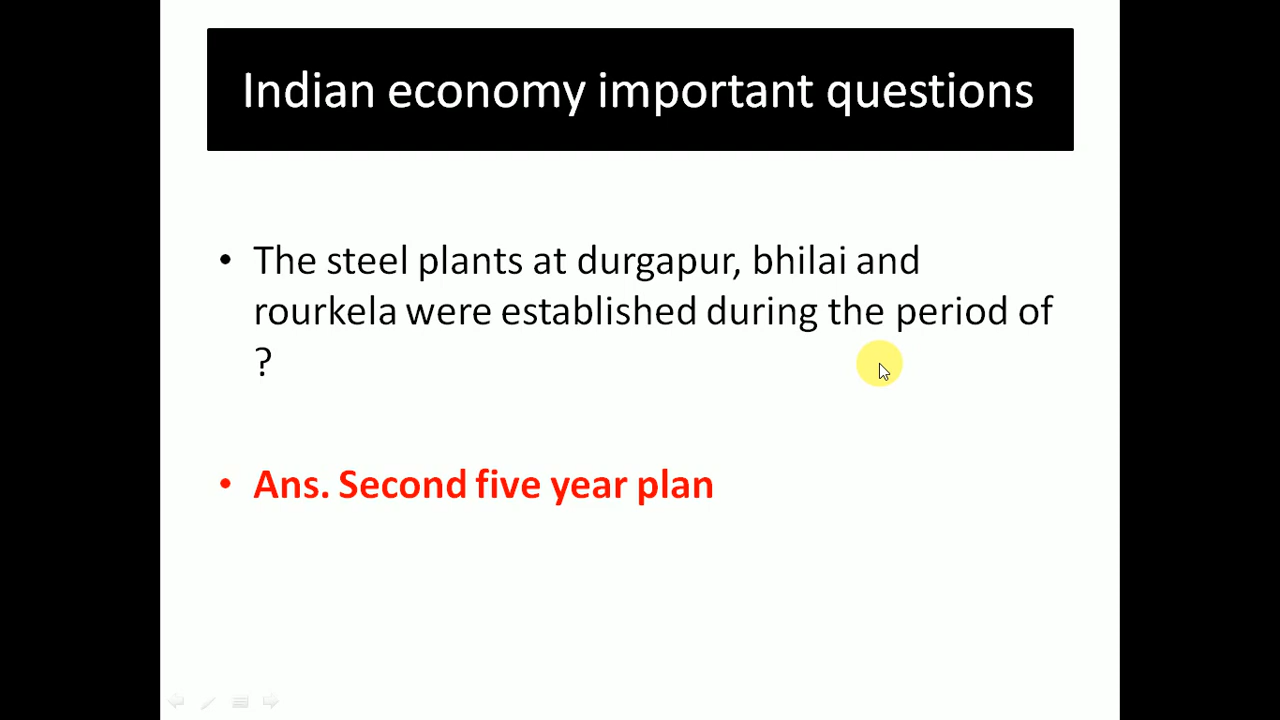 Indian economy important questions
• The steel plants at durgapur, bhilai and
rourkela were established during the period of
?
• Ans. Second five year plan